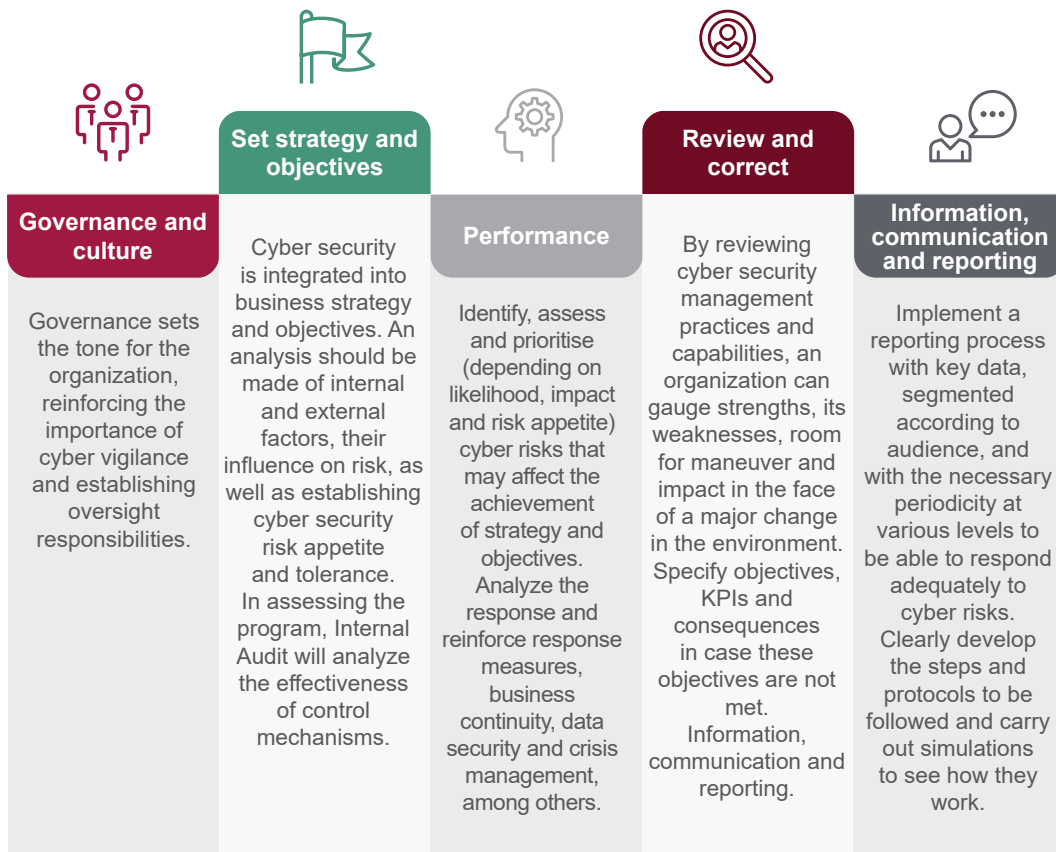 Governance and
culture
Governance sets
the tone for the
organization,
reinforcing the
importance of
cyber vigilance
and establishing
oversight
responsibilities.
Set strategy and
objectives
Cyber security
is integrated into
business strategy
and objectives. An
analysis should be
made of internal
and external
factors, their
influence on risk, as
well as establishing
cyber security
risk appetite
and tolerance.
In assessing the
program, Internal
Audit will analyze
the effectiveness
of control
mechanisms.
Performance
Identify, assess
and prioritise
(depending on
likelihood, impact
and risk appetite)
cyber risks that
may affect the
achievement
of strategy and
objectives.
Analyze the
response and
reinforce response
measures,
business
continuity, data
security and crisis
management,
among others.
Review and
correct
By reviewing
cyber security
management
practices and
capabilities, an
organization can
gauge strengths, its
weaknesses, room
for maneuver and
impact in the face
of a major change
in the environment.
Specify objectives,
KPIs and
consequences
in case these
objectives are not
met.
Information,
communication and
reporting.
Information,
communication
and reporting
Implement a
reporting process
with key data,
segmented
according to
audience, and
with the necessary
periodicity at
various levels to
be able to respond
adequately to
cyber risks.
Clearly develop
the steps and
protocols to be
followed and carry
out simulations
to see how they
work.